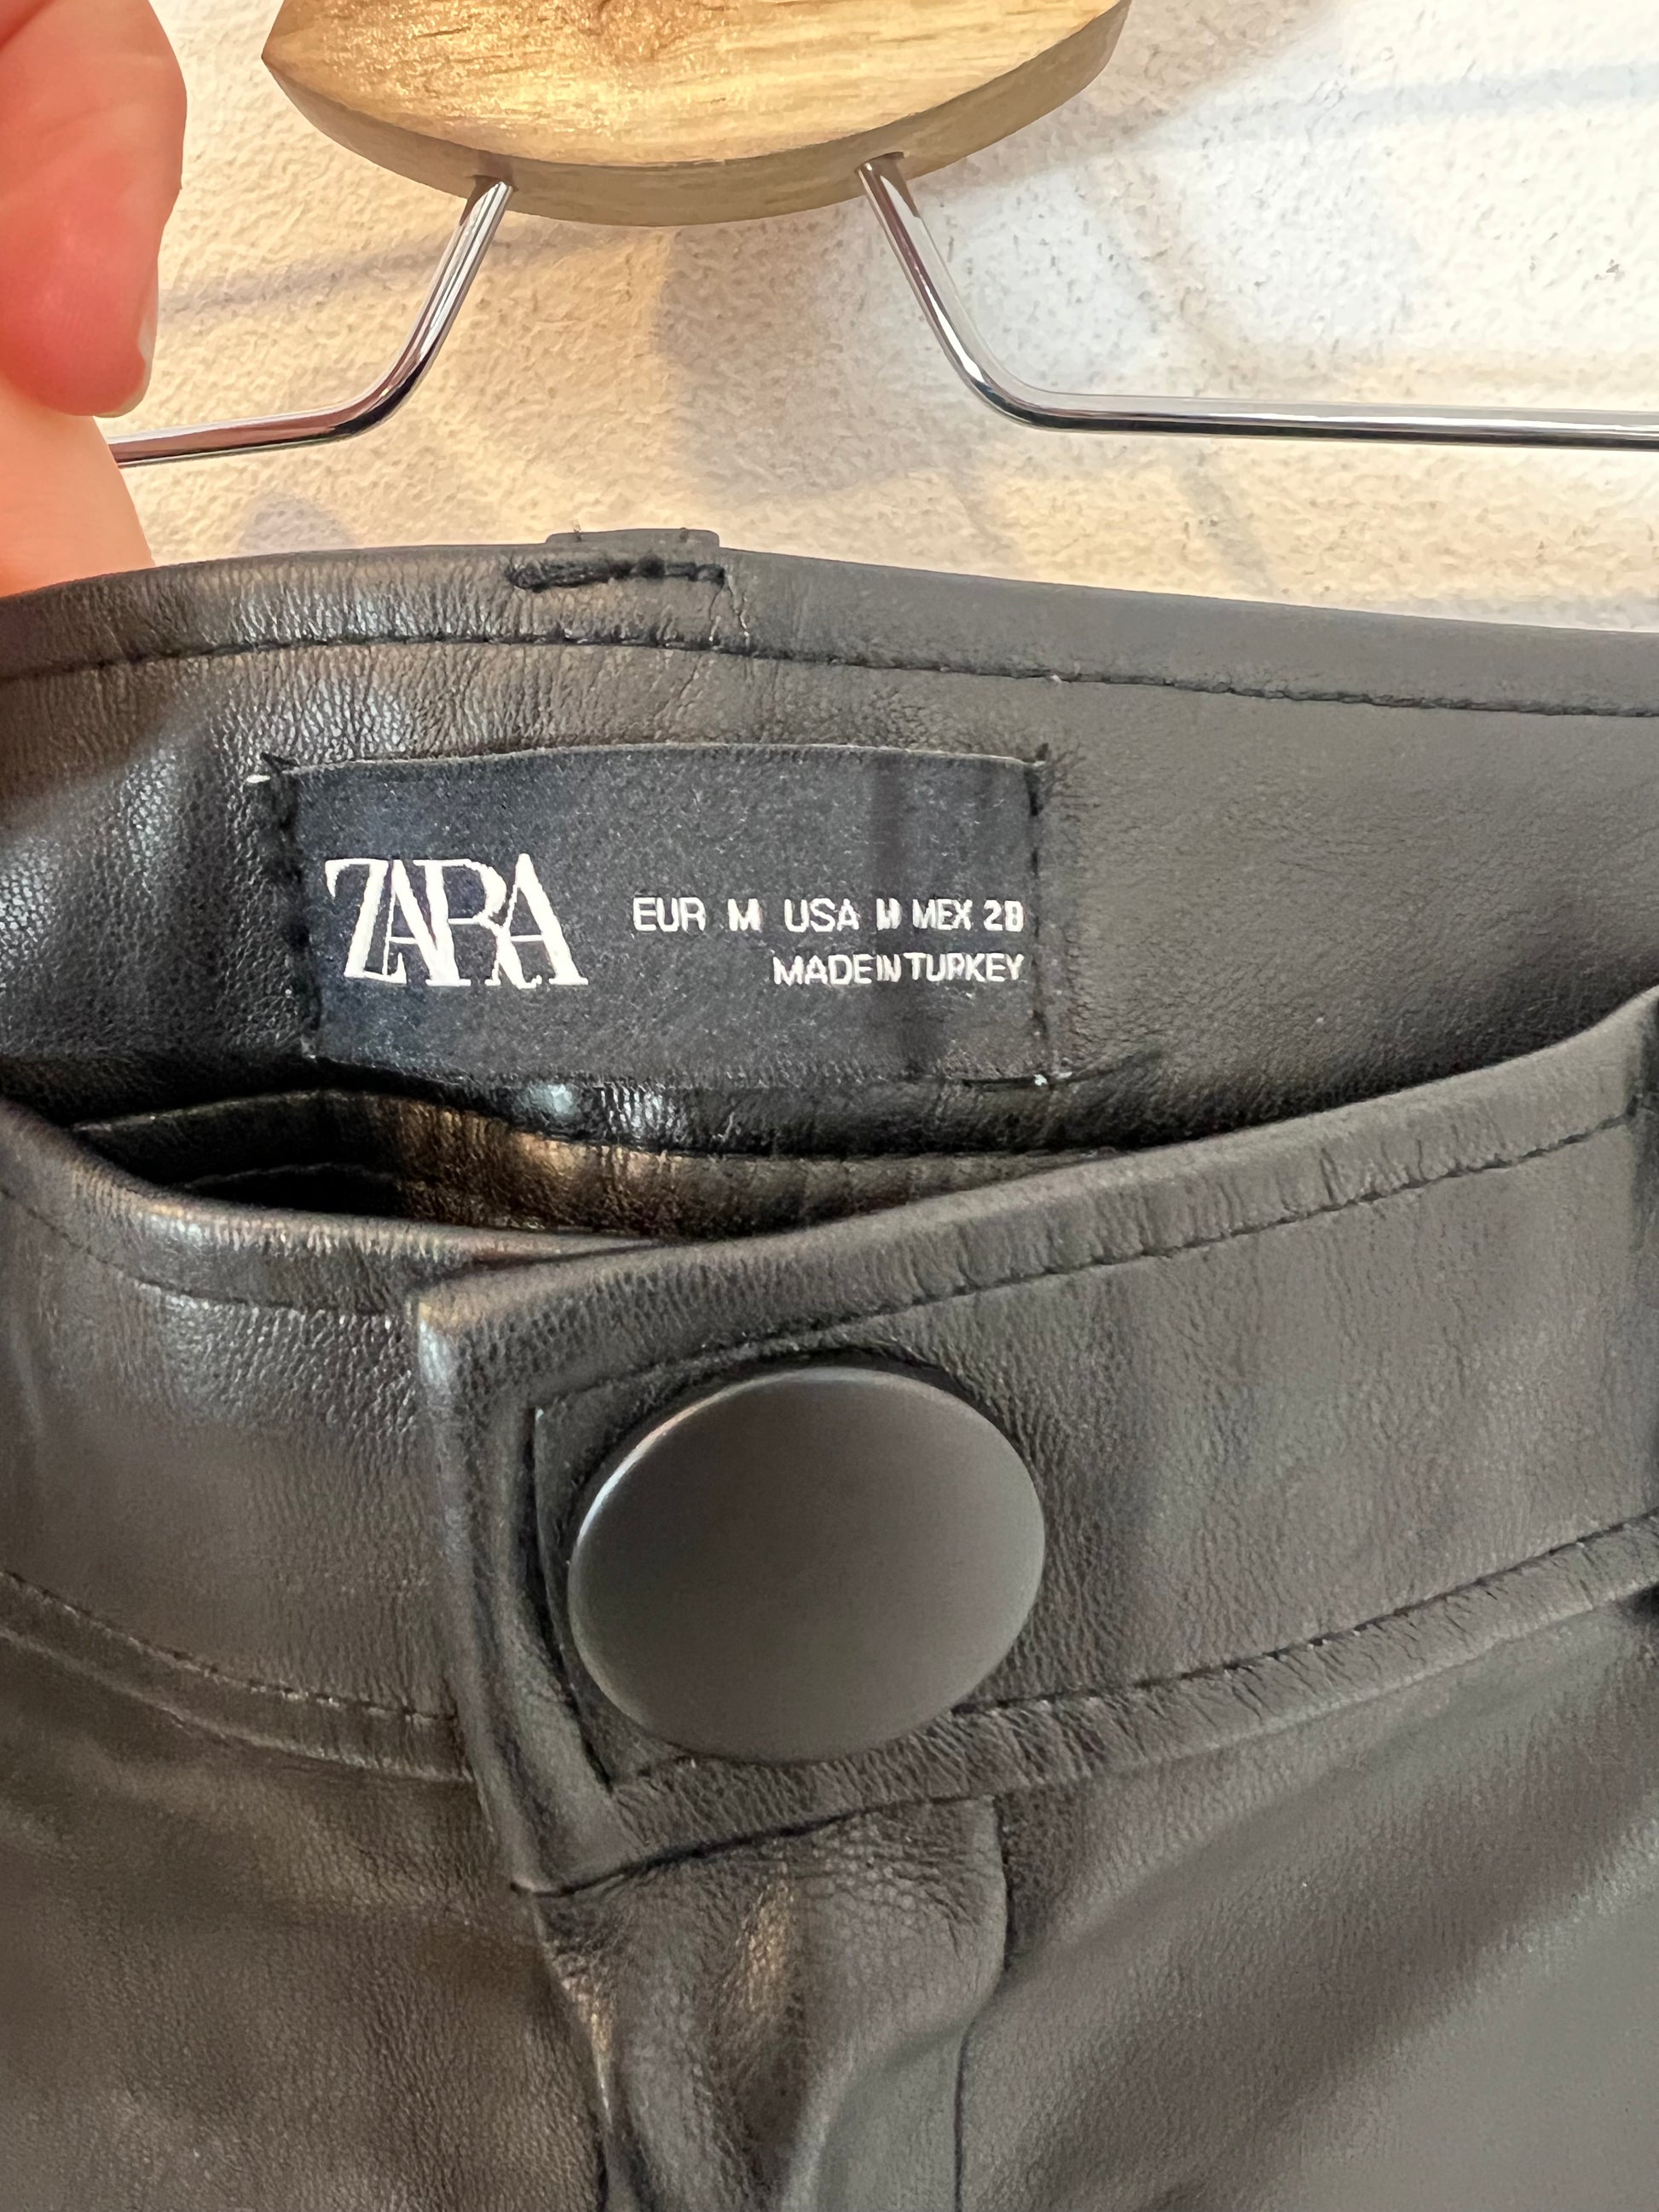 ZARA
EUR M USA M MEX 28
MADE IN TURKEY